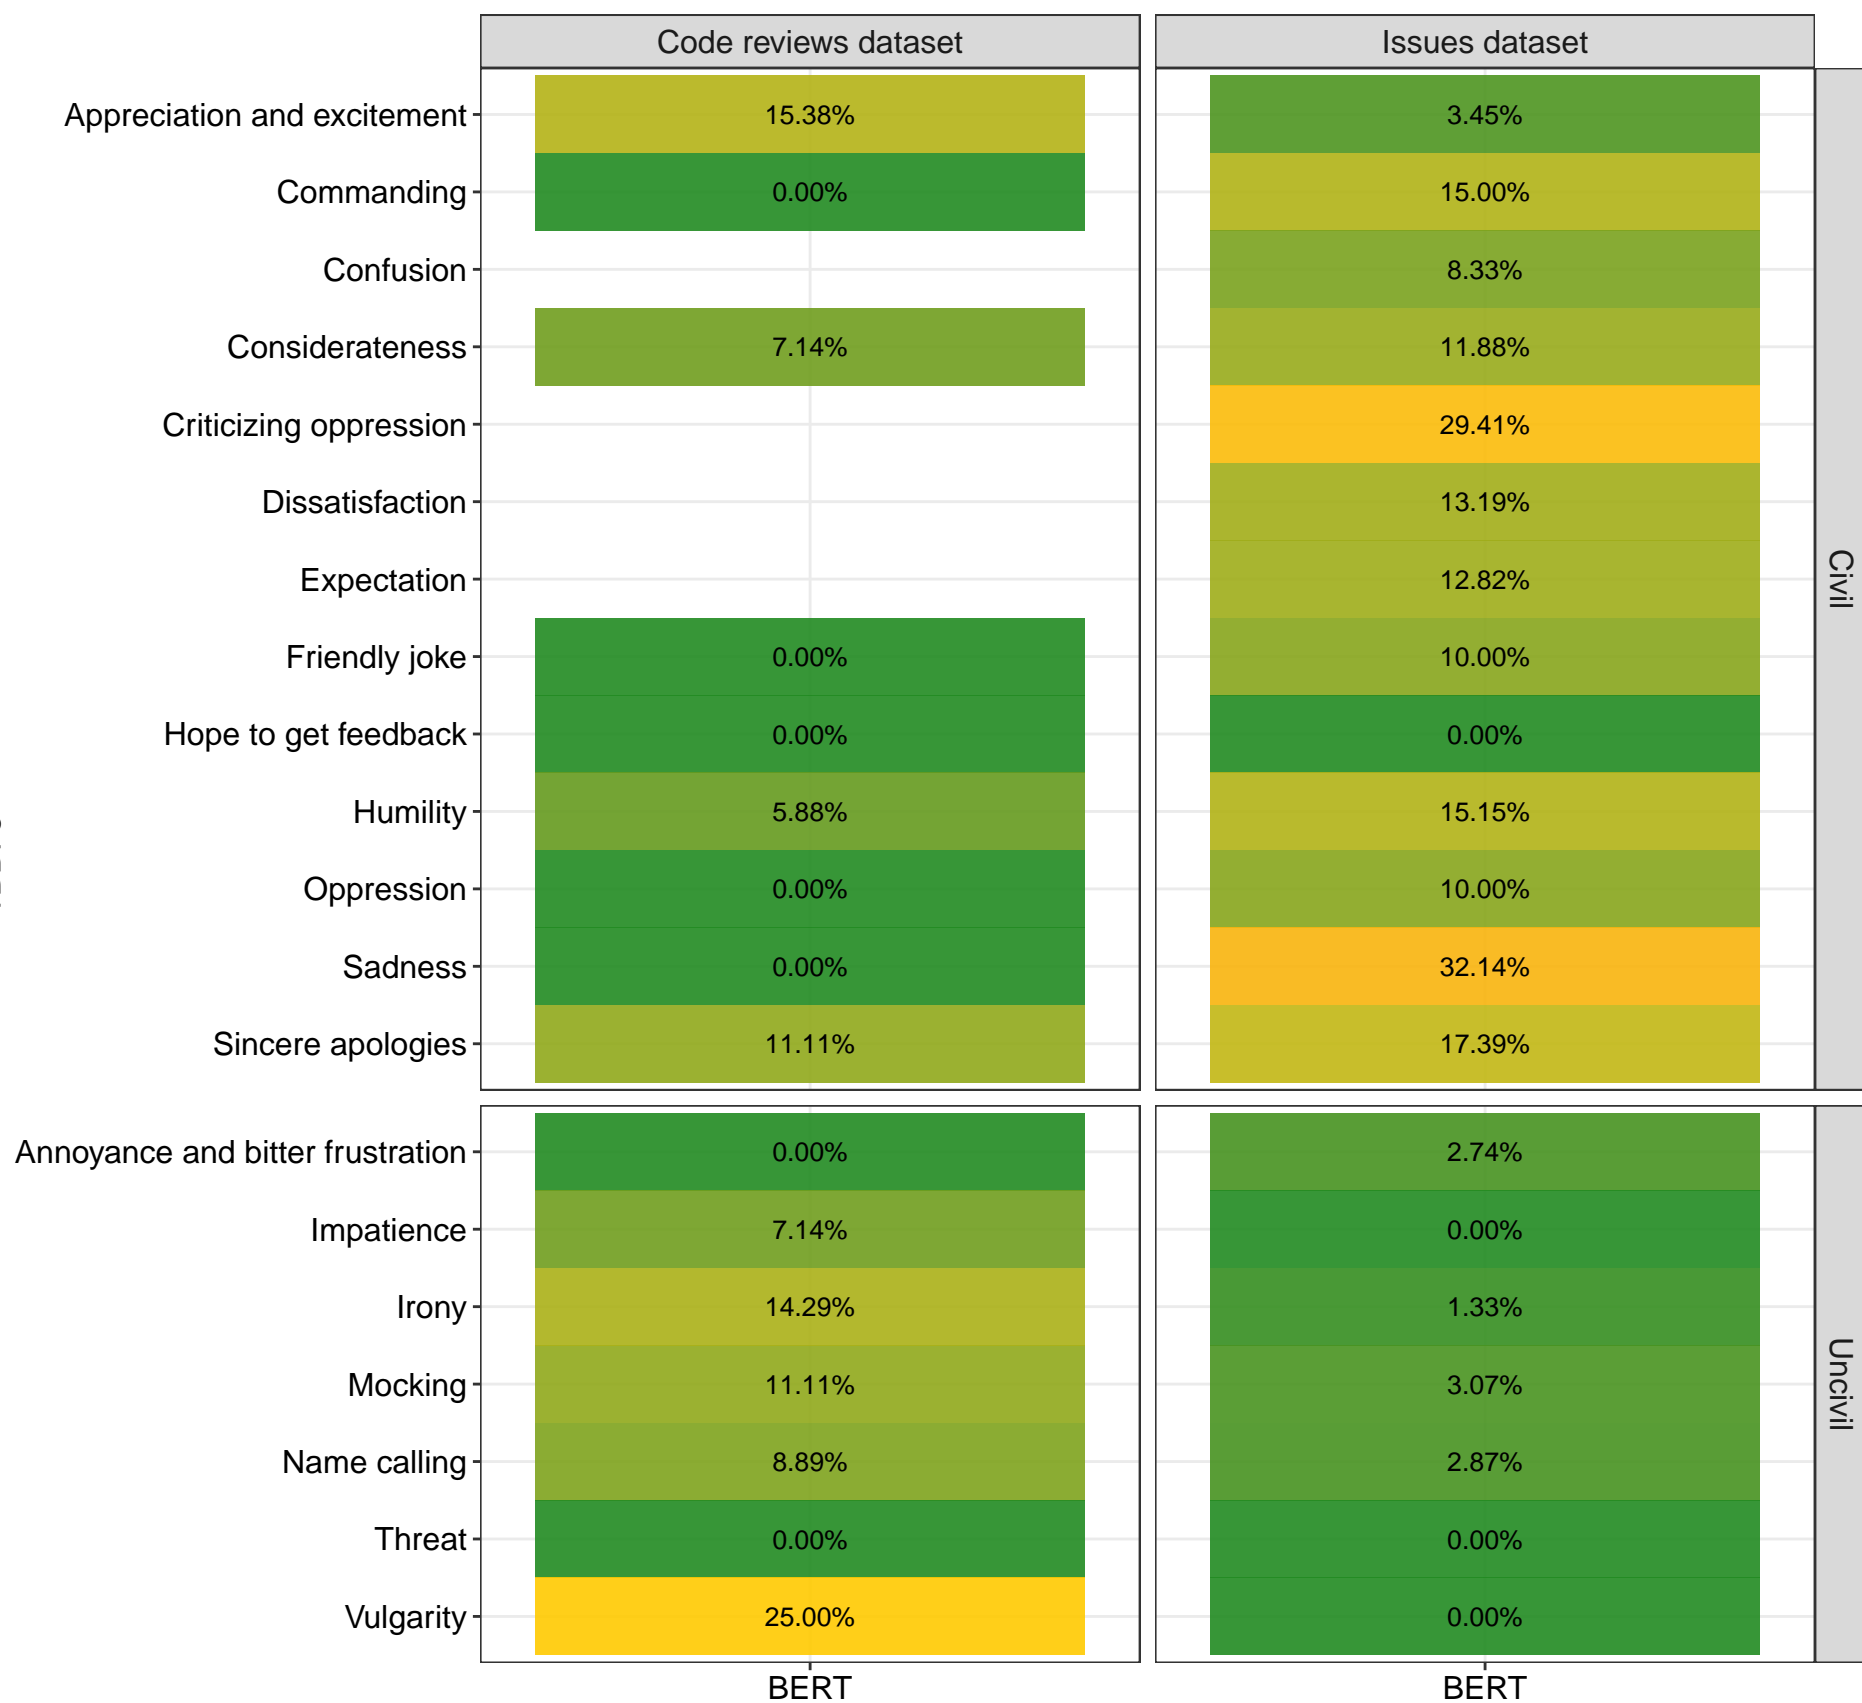 Code reviews dataset Issues dataset
Appreciation and excitement 15.38% 3.45%
Commanding 0.00% 15.00%
Confusion 8.33%
Considerateness 7.14% 11.88%
Criticizing oppression 29.41%
Dissatisfaction 13.19%
Expectation 12.82%
Friendly joke 0.00% 10.00%
Hope to get feedback 0.00% 0.00%
Humility 5.88% 15.15%
Oppression 0.00% 10.00%
Sadness 0.00% 32.14%
Sincere apologies 11.11% 17.39%
Civil
Annoyance and bitter frustration 0.00% 2.74%
Impatience 7.14% 0.00%
Irony 14.29% 1.33%
Mocking 11.11% 3.07%
Name calling 8.89% 2.87%
Threat 0.00% 0.00%
Vulgarity 25.00% 0.00%
Uncivil
BERT BERT